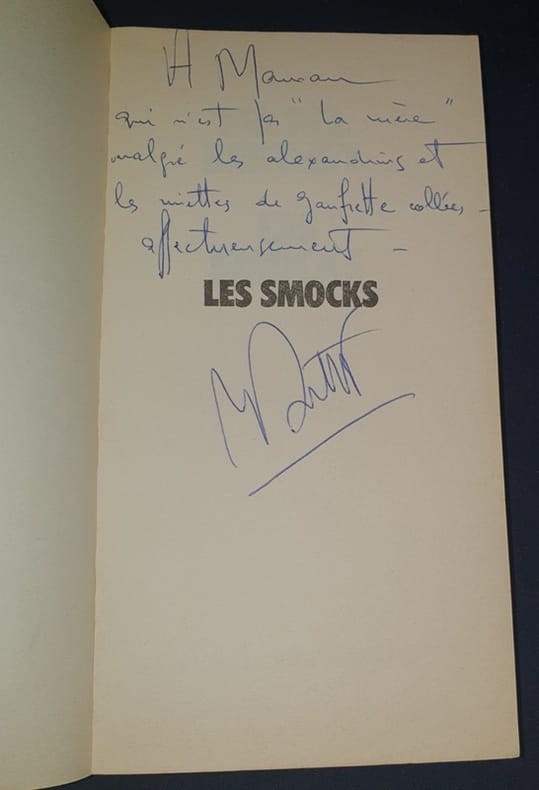 A Maman
qui n'est pas "la mère"
malgré les alexandrins et
les miettes de gaufrette collées -
affectueusement -
LES SMOCKS